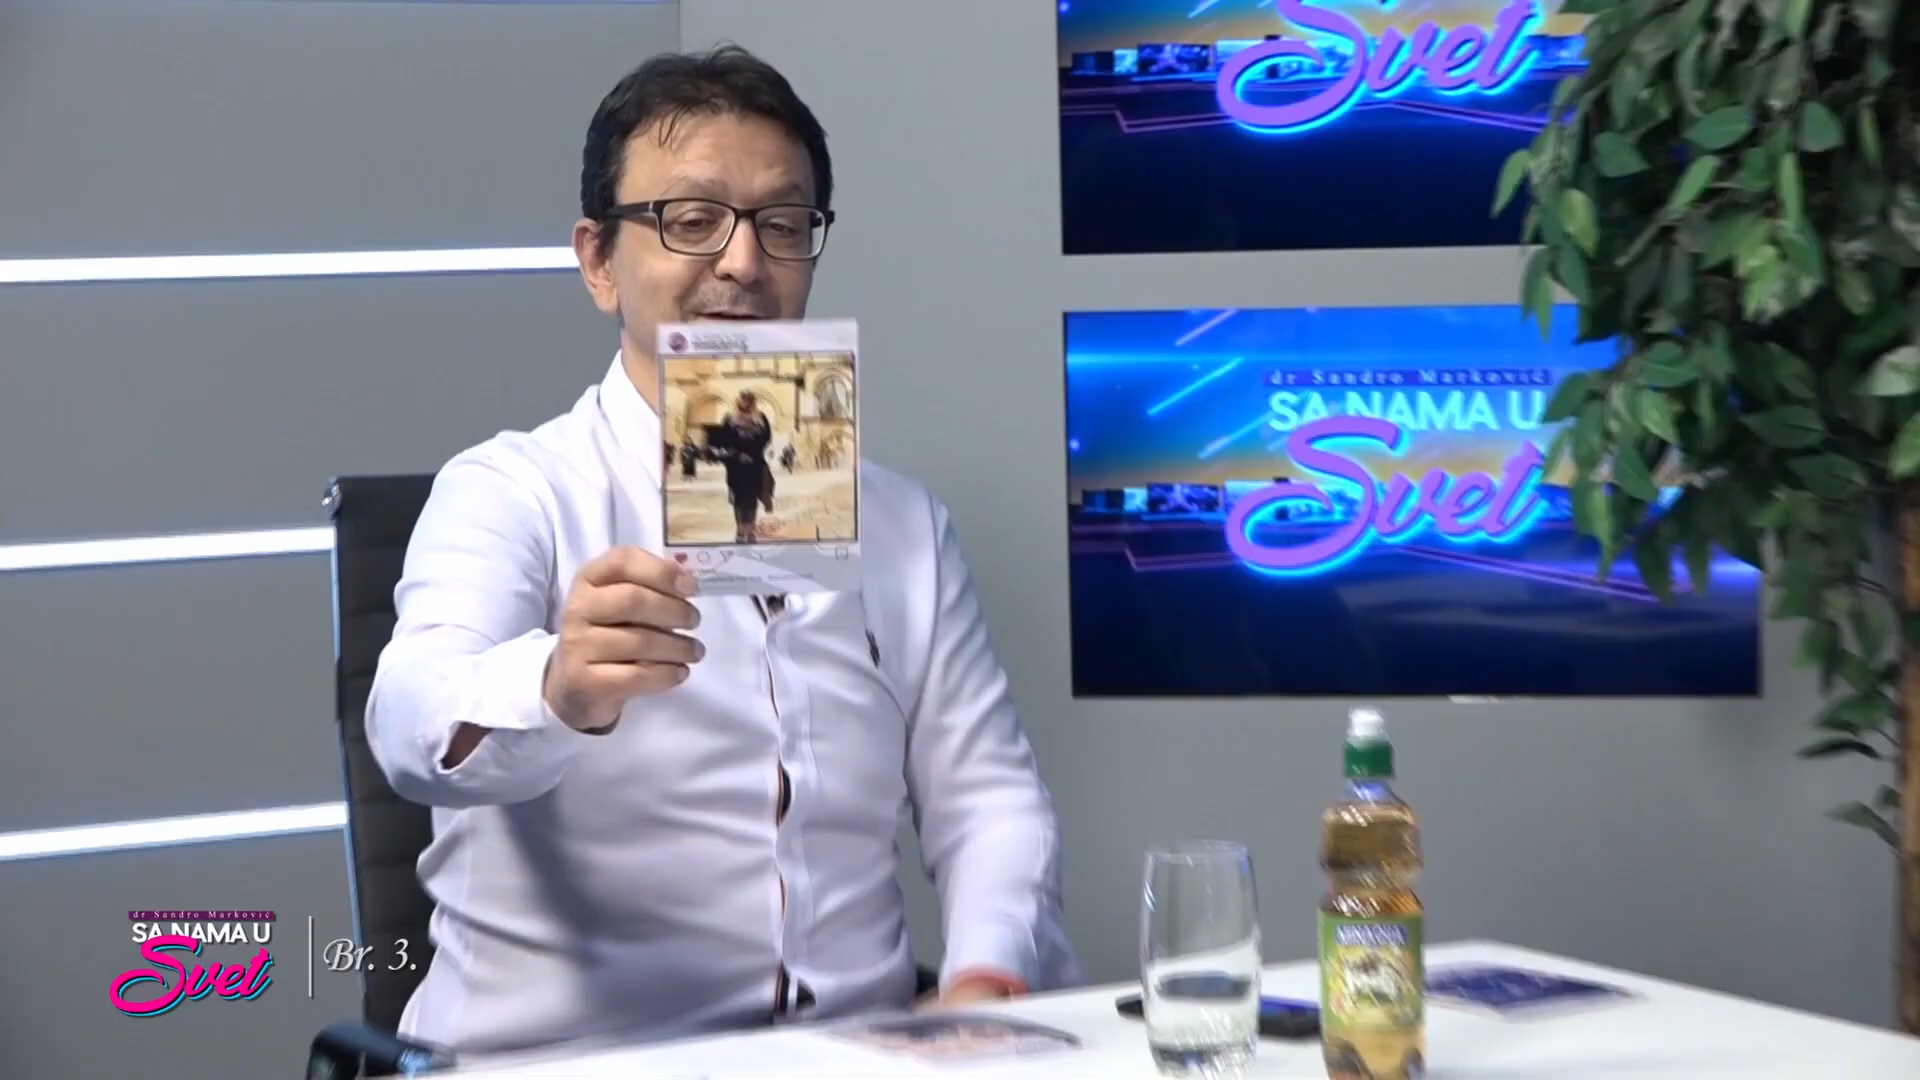 Svet
dr Sandro Marković
SA NAMA U
Svet
dr Sandro Marković
SA NAMA U
Svet
Br. 3.